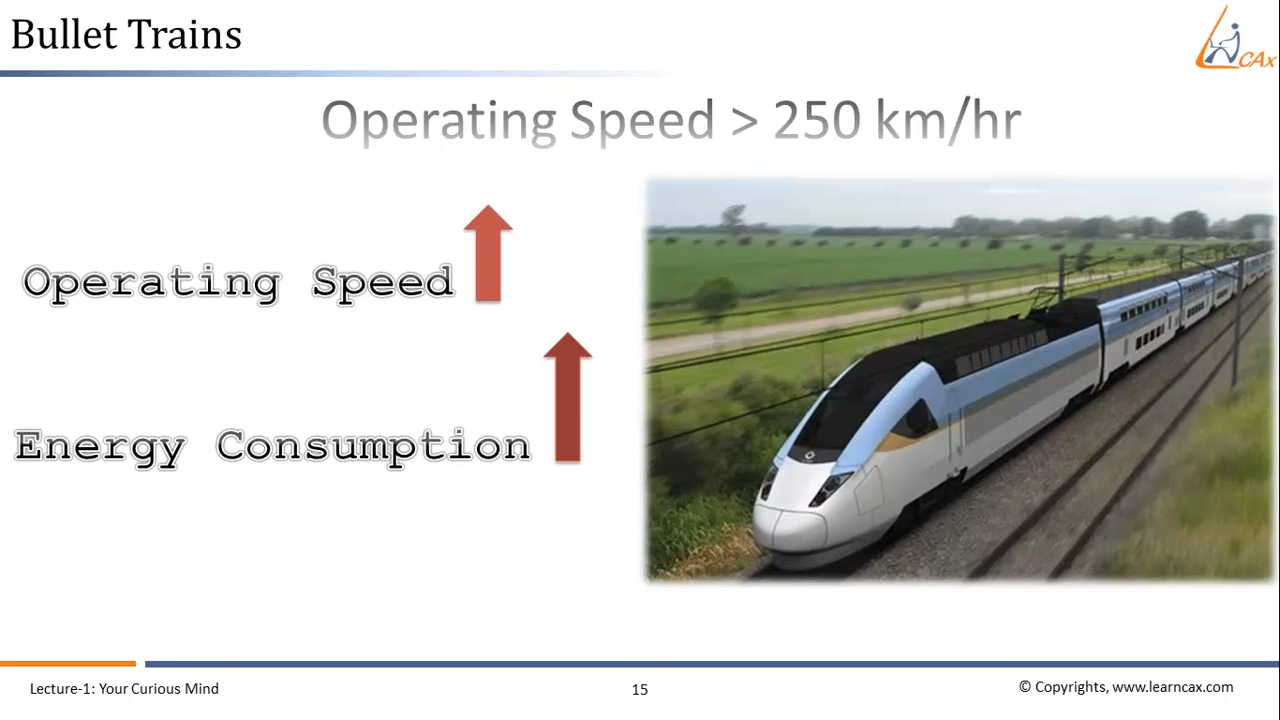 Bullet Trains
CAx
Operating Speed > 250 km/hr
Operating Speed
Energy Consumption
Lecture-1: Your Curious Mind
15
© Copyrights, www.learncax.com